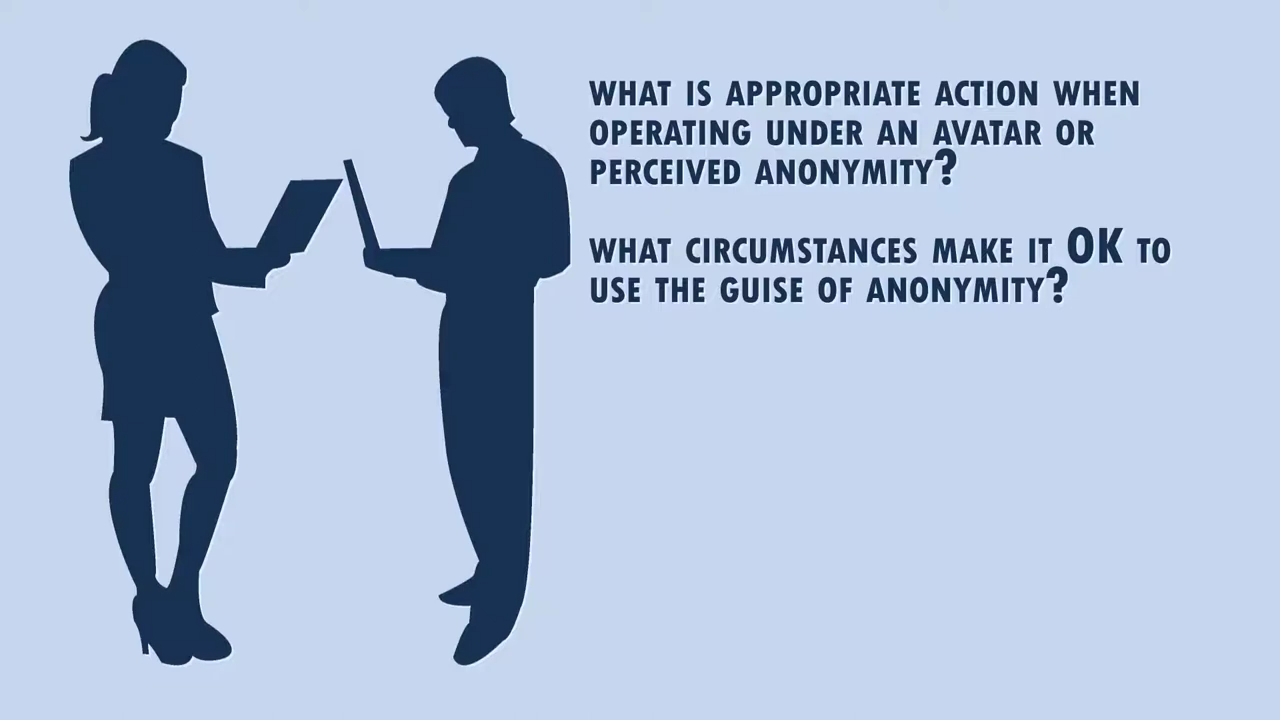 WHAT IS APPROPRIATE ACTION WHEN
OPERATING UNDER AN AVATAR OR
PERCEIVED ANONYMITY?
WHAT CIRCUMSTANCES MAKE IT OK TO
USE THE GUISE OF ANONYMITY?